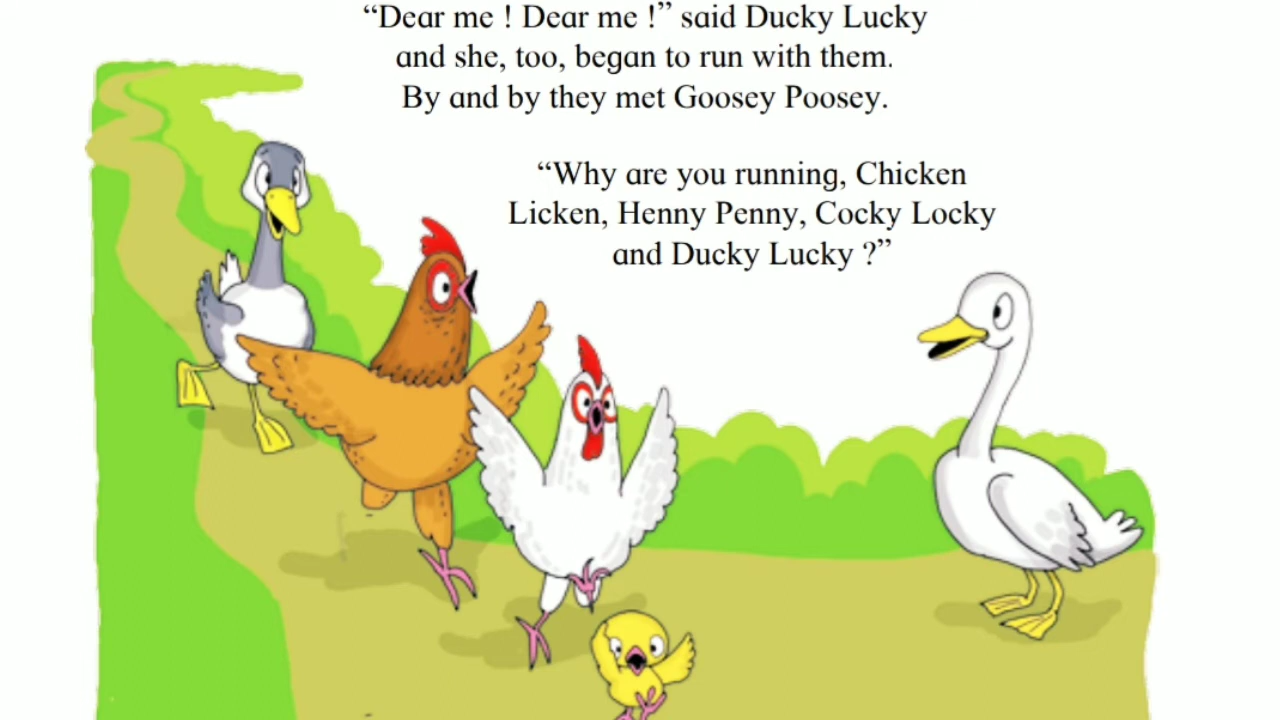 “Dear me ! Dear me !” said Ducky Lucky
and she, too, began to run with them.
By and by they met Goosey Poosey.
“Why are you running, Chicken
Licken, Henny Penny, Cocky Locky
and Ducky Lucky ?”